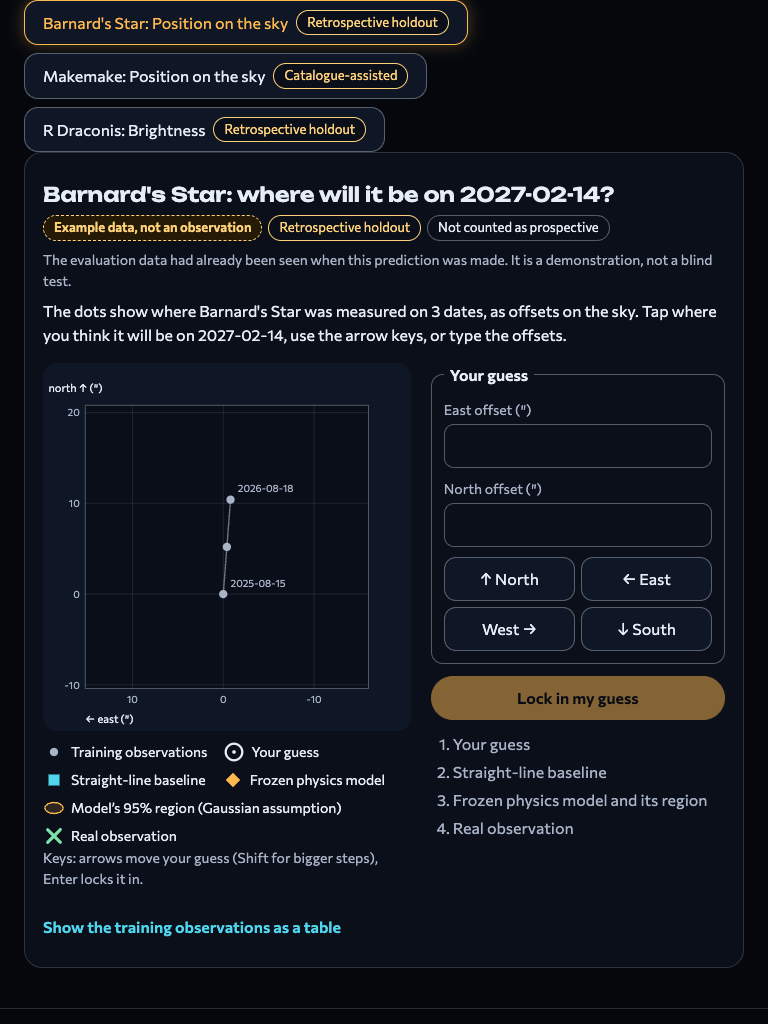 Barnard's Star: Position on the sky Retrospective holdout
Makemake: Position on the sky Catalogue-assisted
R Draconis: Brightness Retrospective holdout
Barnard's Star: where will it be on 2027-02-14?
Example data, not an observation Retrospective holdout Not counted as prospective
The evaluation data had already been seen when this prediction was made. It is a demonstration, not a blind
test.
The dots show where Barnard's Star was measured on 3 dates, as offsets on the sky. Tap where
you think it will be on 2027-02-14, use the arrow keys, or type the offsets.
north ↑ (″)
20
10
0
-10
10 0 -10
← east (″)
2026-08-18
2025-08-15
Training observations Your guess
Straight-line baseline Frozen physics model
Model’s 95% region (Gaussian assumption)
Real observation
Keys: arrows move your guess (Shift for bigger steps),
Enter locks it in.
Show the training observations as a table
Your guess
East offset (″)
North offset (″)
↑ North ← East
West → ↓ South
Lock in my guess
1. Your guess
2. Straight-line baseline
3. Frozen physics model and its region
4. Real observation